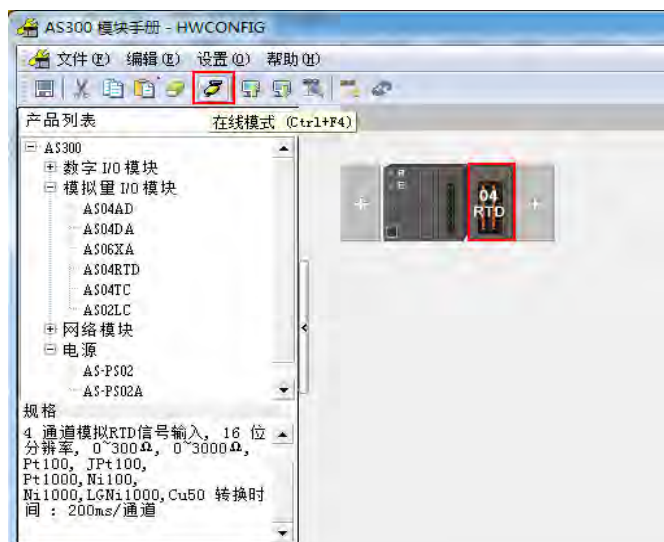 AS300 模块手册 - HWCONFIG
文件(F) 编辑(E) 设置(O) 帮助(H)
产品列表
在线模式 (Ctrl+F4)
AS300
数字 I/O 模块
模拟量 I/O 模块
AS04AD
AS04DA
AS06XA
AS04RTD
AS04TC
AS02LC
网络模块
电源
AS-PS02
AS-PS02A
04
RTD
规格
4 通道模拟RTD信号输入, 16 位
分辨率, 0~300Ω, 0~3000Ω,
Pt100, JPt100,
Pt1000,Ni100,
Ni1000,LGNi1000,Cu50 转换时
间 : 200ms/通道